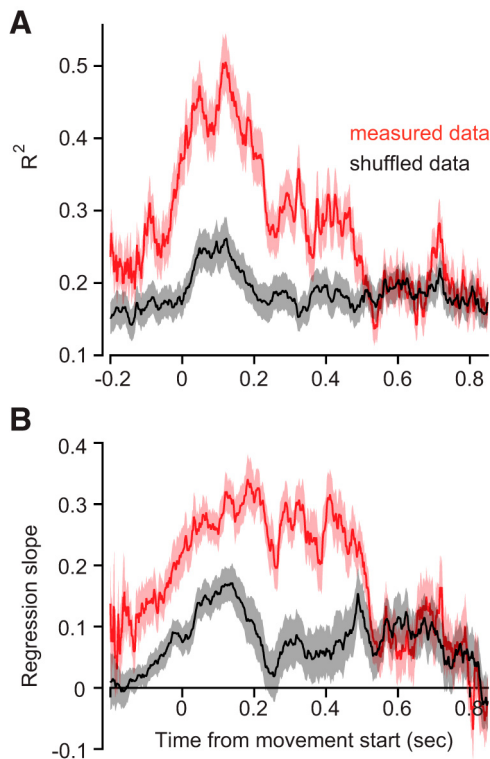 A
0.5
0.4
0.3
0.2
0.1
R2
measured data
shuffled data
-0.2 0 0.2 0.4 0.6 0.8
B
0.4
0.3
0.2
0.1
0
-0.1
Regression slope
0 0.2 0.4 0.6 0.8
Time from movement start (sec)